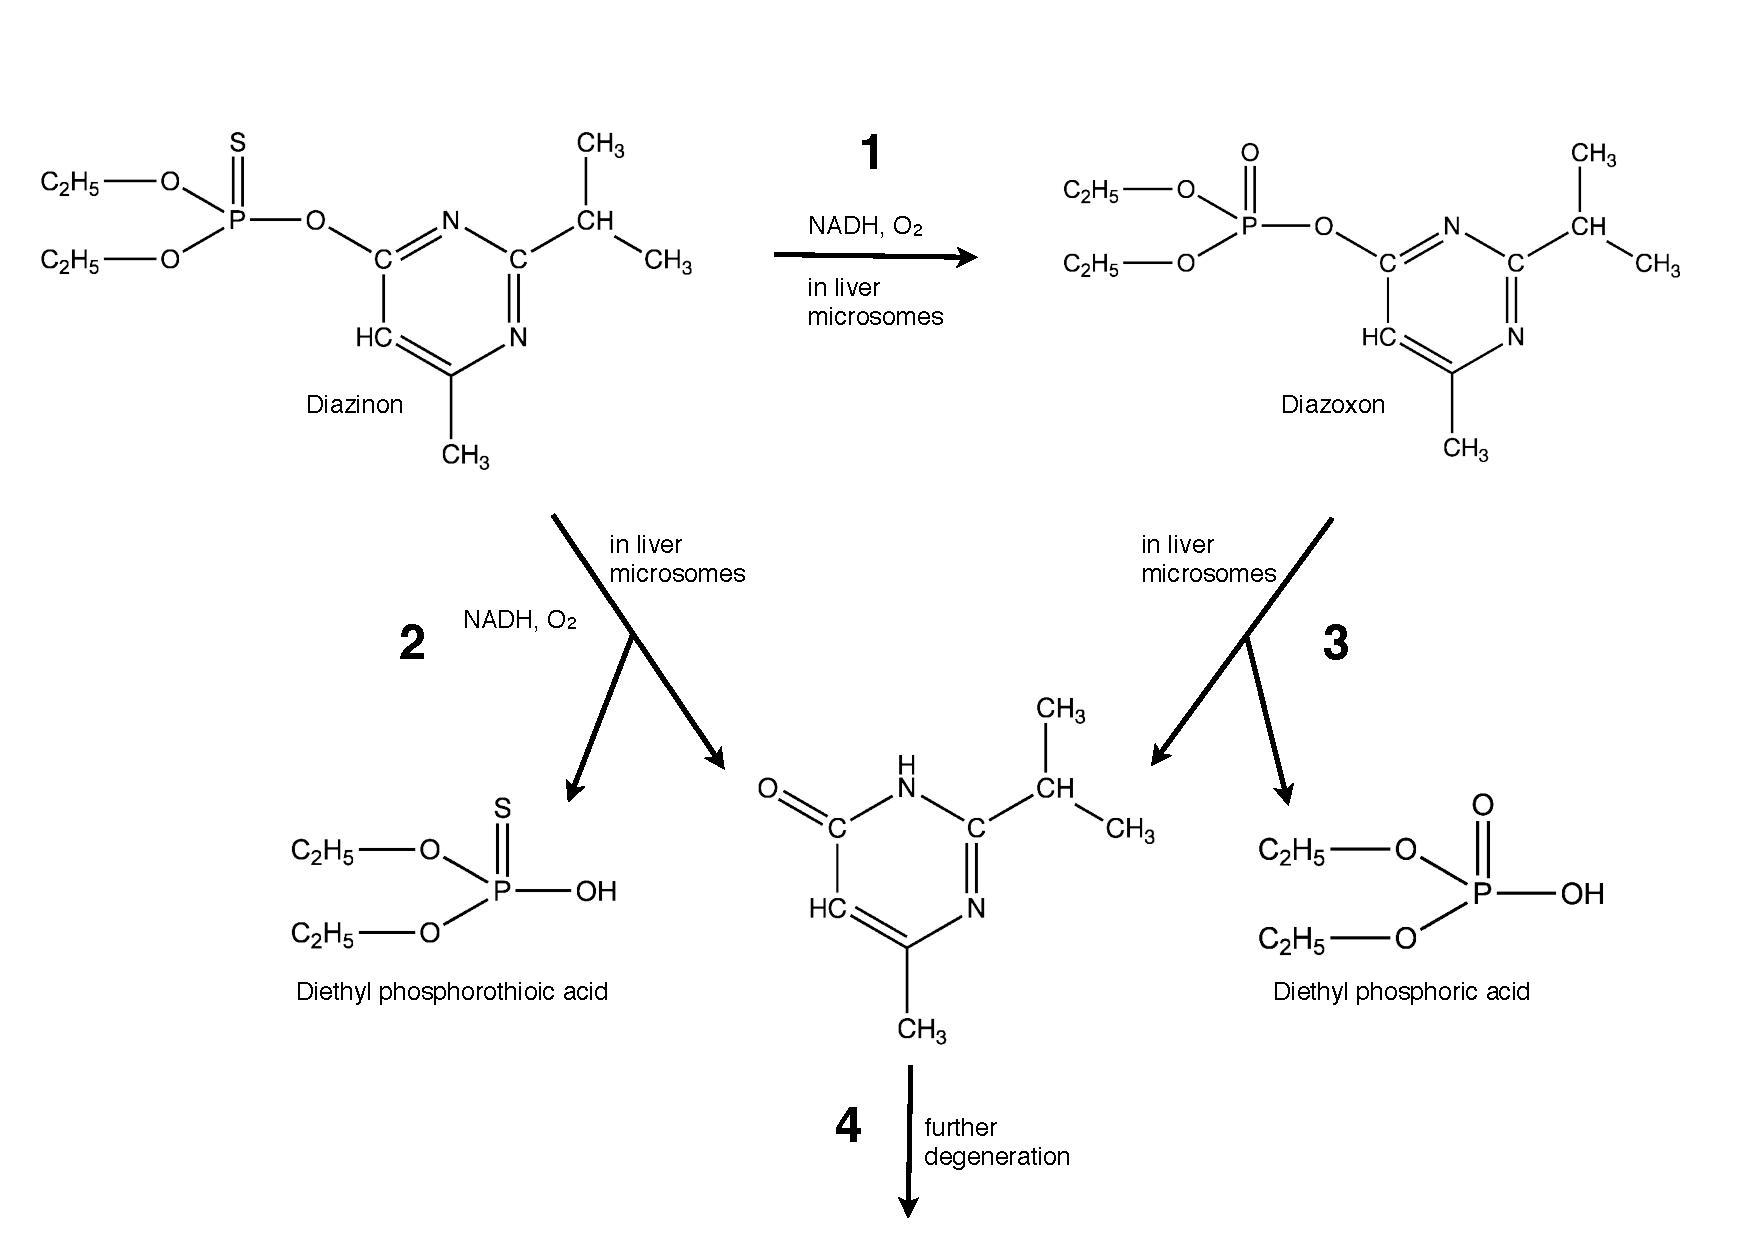 S
CH₃
1
O
CH₃
C₂H₅ O
N
CH
NADH, O₂
C₂H₅ O
N
CH
P O
P O
C₂H₅ O
C
C
CH₃
in liver
microsomes
C₂H₅ O
C
C
CH₃
HC
N
HC
N
Diazinon
Diazoxon
CH₃
CH₃
in liver
microsomes
in liver
microsomes
2
NADH, O₂
3
CH₃
H
N
O
CH
S
O
C
C
CH₃
C₂H₅ O
C₂H₅ O
P OH
P OH
HC
N
C₂H₅ O
C₂H₅ O
Diethyl phosphorothioic acid
Diethyl phosphoric acid
CH₃
4
further
degeneration